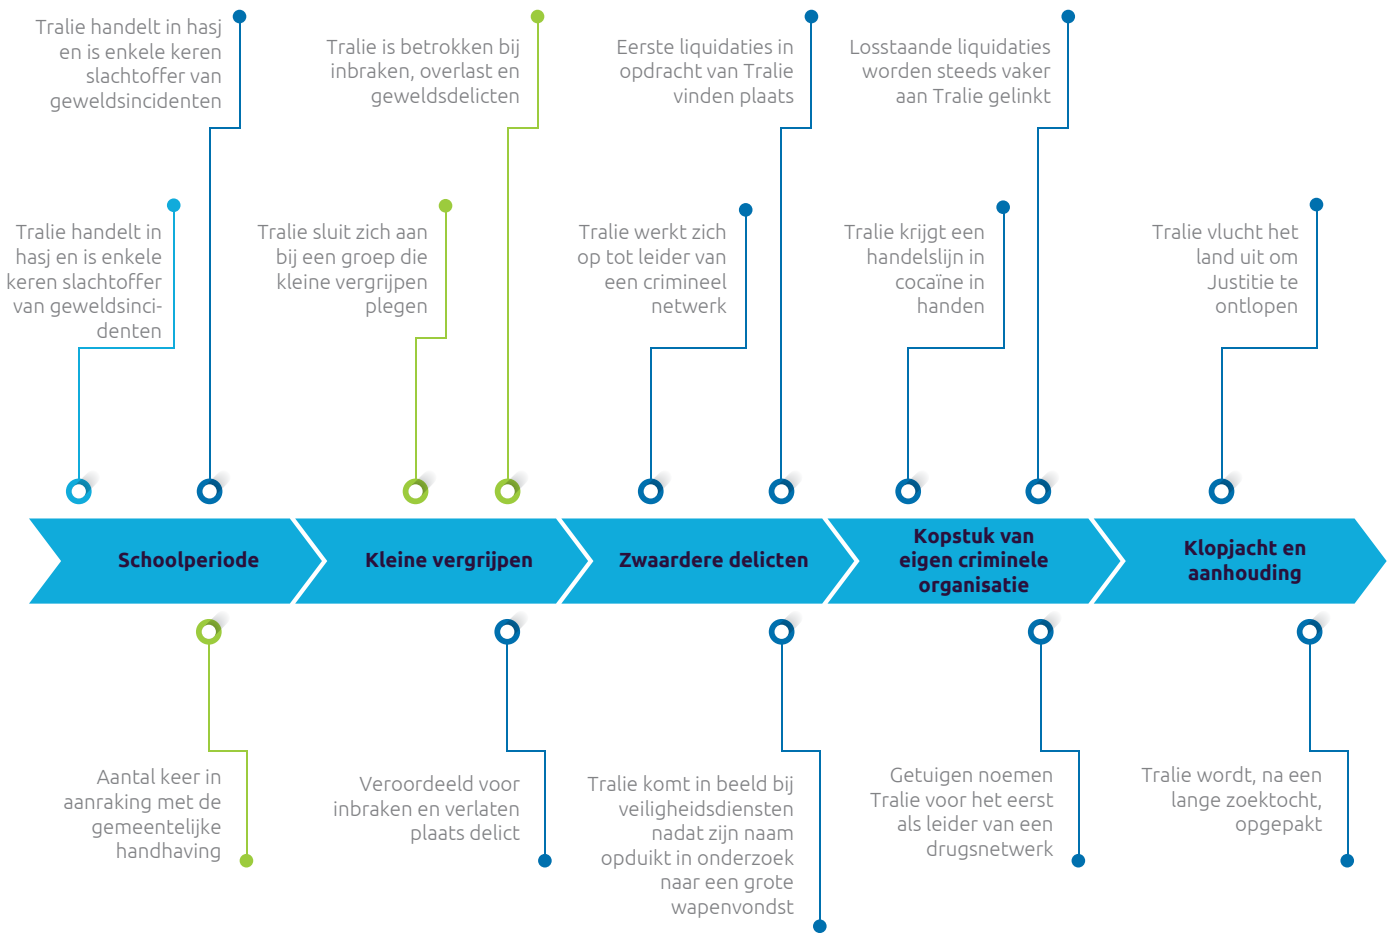 Tralie handelt in hasj
en is enkele keren
slachtoffer van
geweldsincidenten
Tralie is betrokken bij
inbraken, overlast en
geweldsdelicten
Eerste liquidaties in
opdracht van Tralie
vinden plaats
Losstaande liquidaties
worden steeds vaker
aan Tralie gelinkt
Tralie handelt in
hasj en is enkele
keren slachtoffer
van geweldsinci-
denten
Tralie sluit zich aan
bij een groep die
kleine vergrijpen
plegen
Tralie werkt zich
op tot leider van
een crimineel
netwerk
Tralie krijgt een
handelslijn in
cocaïne in
handen
Tralie vlucht het
land uit om
Justitie te
ontlopen
Schoolperiode
Kleine vergrijpen
Zwaardere delicten
Kopstuk van
eigen criminele
organisatie
Klopjacht en
aanhouding
Aantal keer in
aanraking met de
gemeentelijke
handhaving
Veroordeeld voor
inbraken en verlaten
plaats delict
Tralie komt in beeld bij
veiligheidsdiensten
nadat zijn naam
opduikt in onderzoek
naar een grote
wapenvondst
Getuigen noemen
Tralie voor het eerst
als leider van een
drugsnetwerk
Tralie wordt, na een
lange zoektocht,
opgepakt